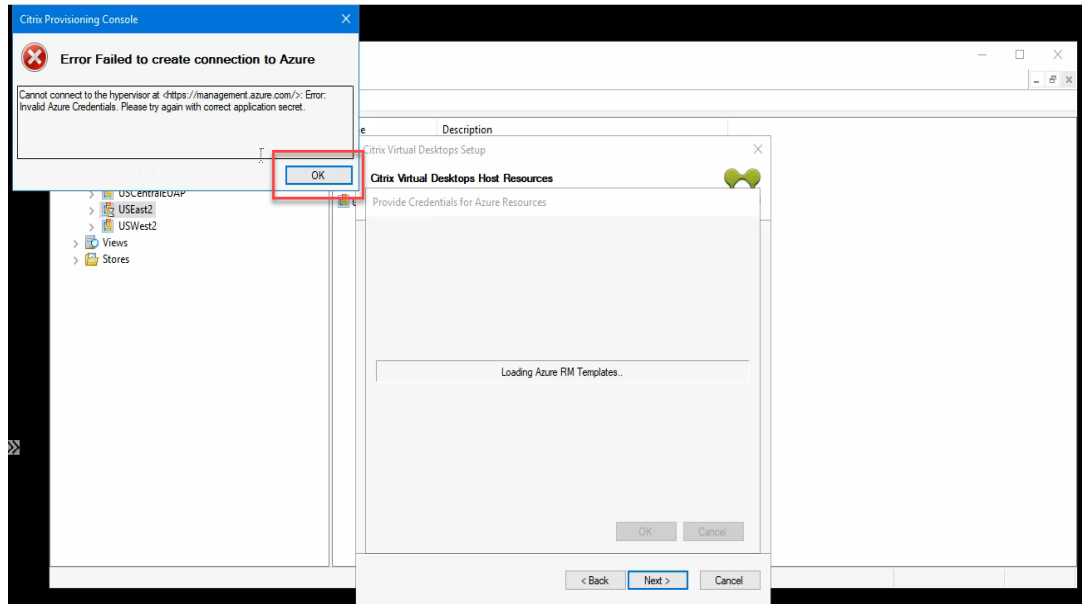 Citrix Provisioning Console
Error Failed to create connection to Azure
Cannot connect to the hypervisor at <https://management.azure.com/>: Error:
Invalid Azure Credentials. Please try again with correct application secret.
OK
e Description
Citrix Virtual Desktops Setup
Citrix Virtual Desktops Host Resources
Provide Credentials for Azure Resources
USCentralEUAP
USEast2
USWest2
Views
Stores
Loading Azure RM Templates..
OK Cancel
< Back Next > Cancel